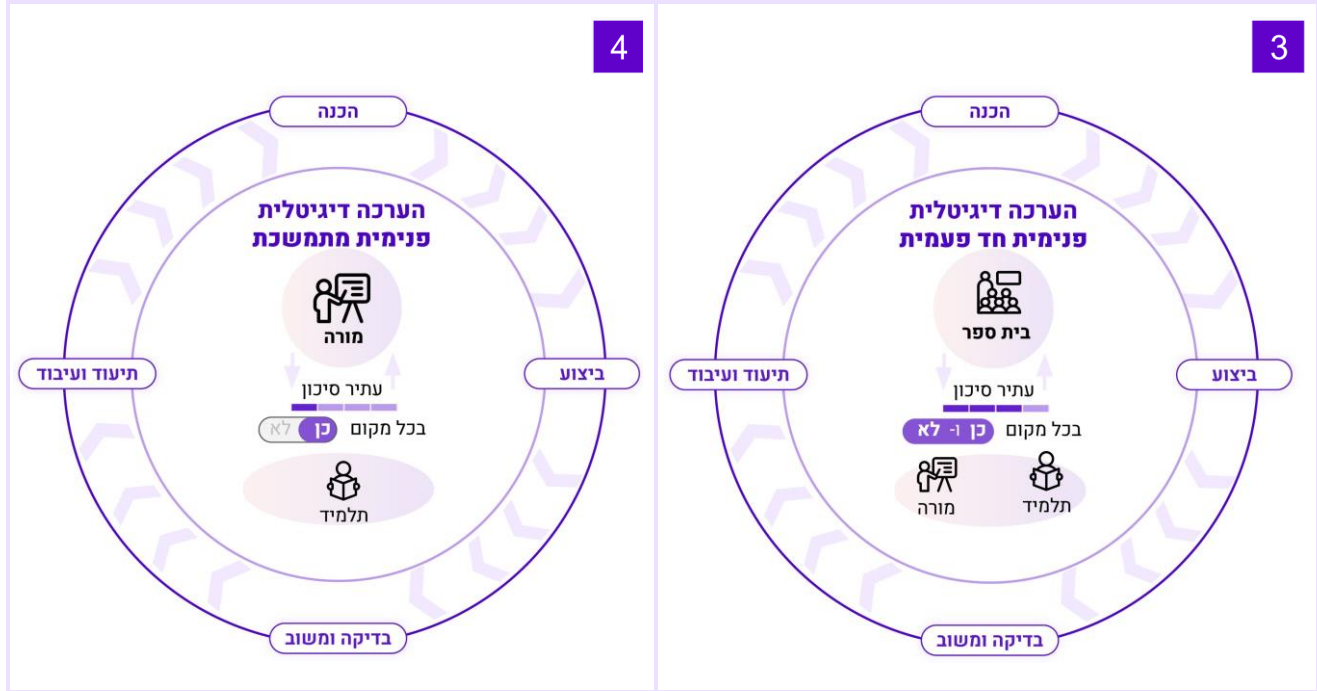 3
הכנה
הערכה דיגיטלית
פנימית חד פעמית
בית ספר
עתיר סיכון
בכל מקום כן ו- לא
תלמיד
מורה
ביצוע
תיעוד ועיבוד
בדיקה ומשוב
4
הכנה
הערכה דיגיטלית
פנימית מתמשכת
מורה
עתיר סיכון
בכל מקום כן לא
תלמיד
ביצוע
תיעוד ועיבוד
בדיקה ומשוב